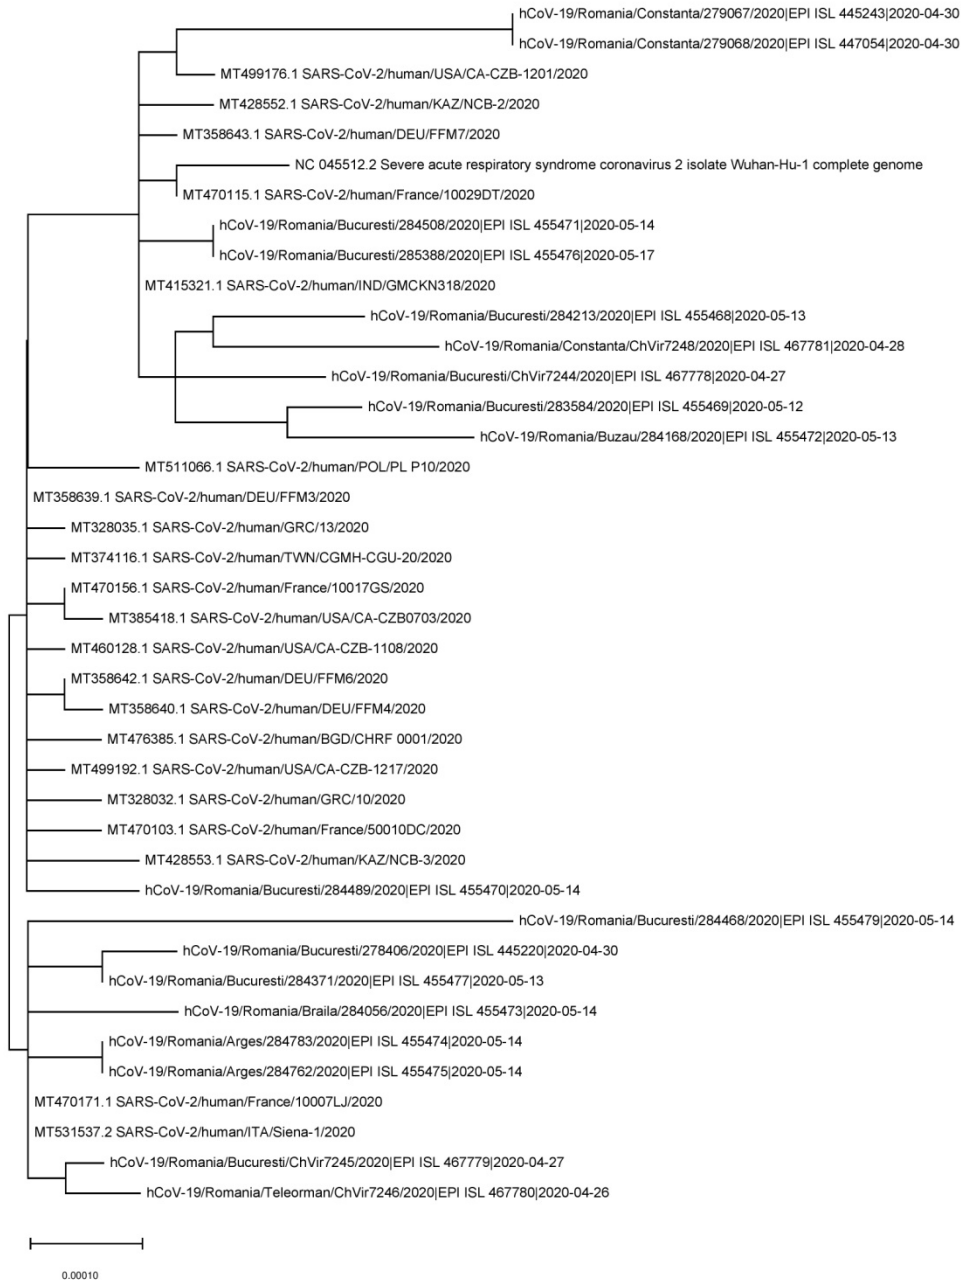 hCoV-19/Romania/Constanta/279067/2020|EPI ISL 445243|2020-04-30
hCoV-19/Romania/Constanta/279068/2020|EPI ISL 447054|2020-04-30
MT499176.1 SARS-CoV-2/human/USA/CA-CZB-1201/2020
MT428552.1 SARS-CoV-2/human/KAZ/NCB-2/2020
MT358643.1 SARS-CoV-2/human/DEU/FFM7/2020
NC 045512.2 Severe acute respiratory syndrome coronavirus 2 isolate Wuhan-Hu-1 complete genome
MT470115.1 SARS-CoV-2/human/France/10029DT/2020
hCoV-19/Romania/Bucuresti/284508/2020|EPI ISL 455471|2020-05-14
hCoV-19/Romania/Bucuresti/285388/2020|EPI ISL 455476|2020-05-17
MT415321.1 SARS-CoV-2/human/IND/GMCKN318/2020
hCoV-19/Romania/Bucuresti/284213/2020|EPI ISL 455468|2020-05-13
hCoV-19/Romania/Constanta/ChVir7248/2020|EPI ISL 467781|2020-04-28
hCoV-19/Romania/Bucuresti/ChVir7244/2020|EPI ISL 467778|2020-04-27
hCoV-19/Romania/Bucuresti/283584/2020|EPI ISL 455469|2020-05-12
hCoV-19/Romania/Buzau/284168/2020|EPI ISL 455472|2020-05-13
MT511066.1 SARS-CoV-2/human/POL/PL P10/2020
MT358639.1 SARS-CoV-2/human/DEU/FFM3/2020
MT328035.1 SARS-CoV-2/human/GRC/13/2020
MT374116.1 SARS-CoV-2/human/TWN/CGMH-CGU-20/2020
MT470156.1 SARS-CoV-2/human/France/10017GS/2020
MT385418.1 SARS-CoV-2/human/USA/CA-CZB0703/2020
MT460128.1 SARS-CoV-2/human/USA/CA-CZB-1108/2020
MT358642.1 SARS-CoV-2/human/DEU/FFM6/2020
MT358640.1 SARS-CoV-2/human/DEU/FFM4/2020
MT476385.1 SARS-CoV-2/human/BGD/CHRF 0001/2020
MT499192.1 SARS-CoV-2/human/USA/CA-CZB-1217/2020
MT328032.1 SARS-CoV-2/human/GRC/10/2020
MT470103.1 SARS-CoV-2/human/France/50010DC/2020
MT428553.1 SARS-CoV-2/human/KAZ/NCB-3/2020
hCoV-19/Romania/Bucuresti/284489/2020|EPI ISL 455470|2020-05-14
hCoV-19/Romania/Bucuresti/284468/2020|EPI ISL 455479|2020-05-14
hCoV-19/Romania/Bucuresti/278406/2020|EPI ISL 445220|2020-04-30
hCoV-19/Romania/Bucuresti/284371/2020|EPI ISL 455477|2020-05-13
hCoV-19/Romania/Braila/284056/2020|EPI ISL 455473|2020-05-14
hCoV-19/Romania/Arges/284783/2020|EPI ISL 455474|2020-05-14
hCoV-19/Romania/Arges/284762/2020|EPI ISL 455475|2020-05-14
MT470171.1 SARS-CoV-2/human/France/10007LJ/2020
MT531537.2 SARS-CoV-2/human/ITA/Siena-1/2020
hCoV-19/Romania/Bucuresti/ChVir7245/2020|EPI ISL 467779|2020-04-27
hCoV-19/Romania/Teleorman/ChVir7246/2020|EPI ISL 467780|2020-04-26
0.00010